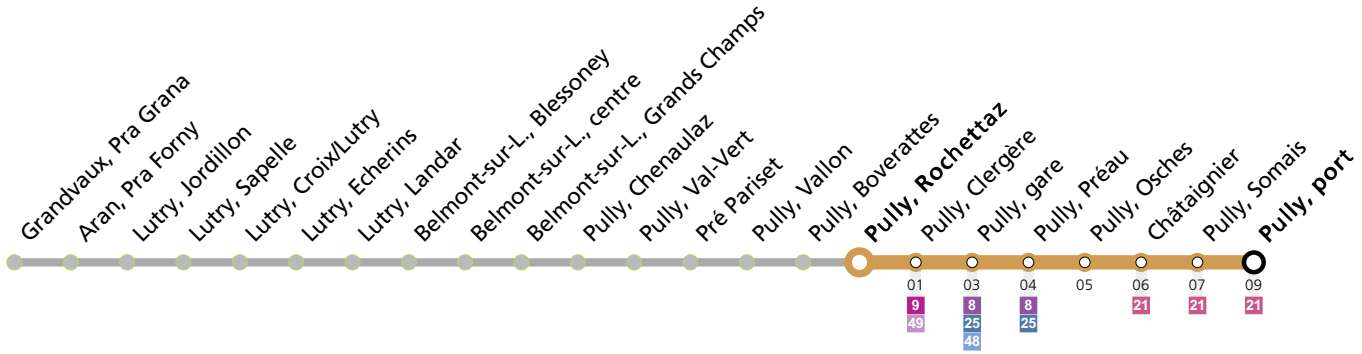 Grandvaux, Pra Grana
Aran, Pra Forny
Lutry, Jordillon
Lutry, Sapelle
Lutry, Croix/Lutry
Lutry, Echerins
Lutry, Landar
Belmont-sur-L., Blessoney
Belmont-sur-L., centre
Belmont-sur-L., Grands Champs
Pully, Chenaulaz
Pully, Val-Vert
Pré Pariset
Pully, Vallon
Pully, Boverattes
Pully, Rochettaz
Pully, Clergère
Pully, gare
Pully, Préau
Pully, Osches
Châtaignier
Pully, Somais
Pully, port
01 03 04 05 06 07 09
9 8 8 21 21 21
49 25 25
48